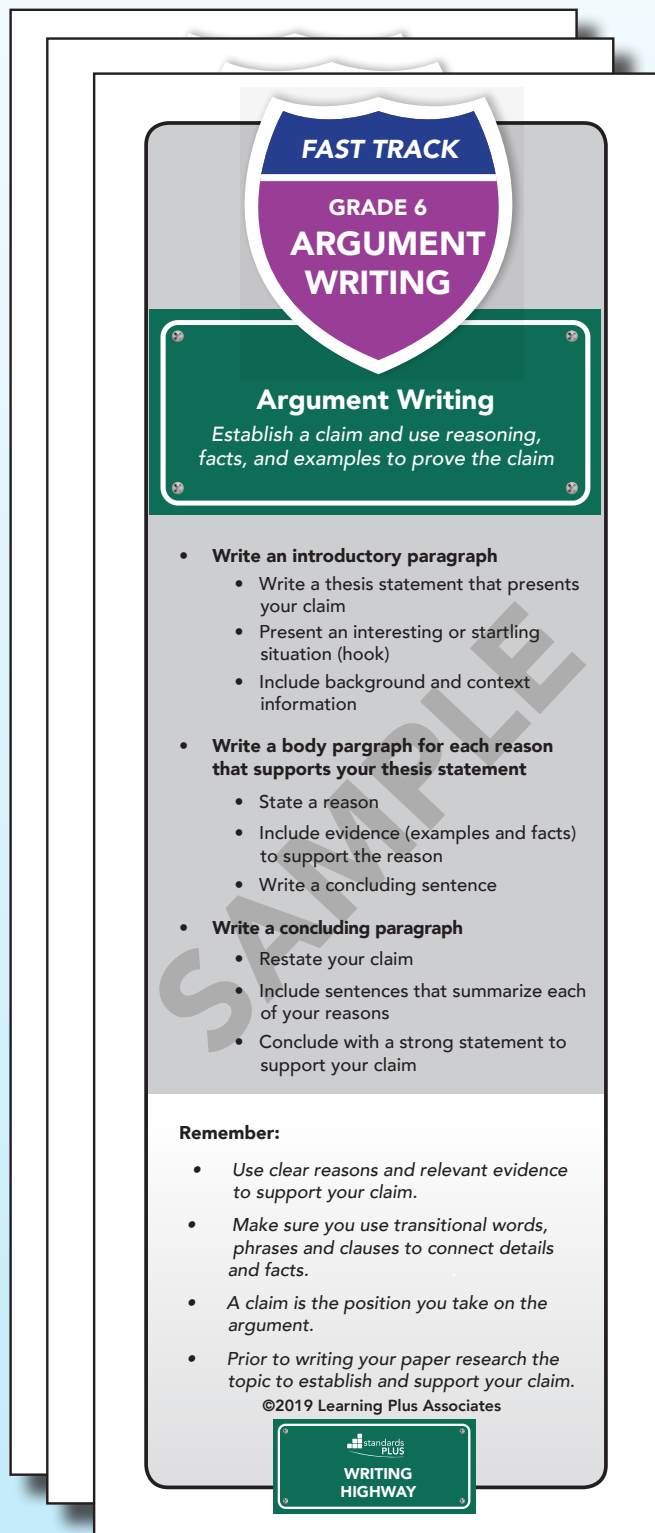 FAST TRACK
GRADE 6
ARGUMENT
WRITING
Argument Writing
Establish a claim and use reasoning,
facts, and examples to prove the claim
• Write an introductory paragraph
• Write a thesis statement that presents
your claim
• Present an interesting or startling
situation (hook)
• Include background and context
information
• Write a body pargraph for each reason
that supports your thesis statement
• State a reason
• Include evidence (examples and facts)
to support the reason
• Write a concluding sentence
• Write a concluding paragraph
• Restate your claim
• Include sentences that summarize each
of your reasons
• Conclude with a strong statement to
support your claim
SAMPLE
Remember:
• Use clear reasons and relevant evidence
to support your claim.
• Make sure you use transitional words,
phrases and clauses to connect details
and facts.
• A claim is the position you take on the
argument.
• Prior to writing your paper research the
topic to establish and support your claim.
©2019 Learning Plus Associates
standards
PLUS
WRITING
HIGHWAY